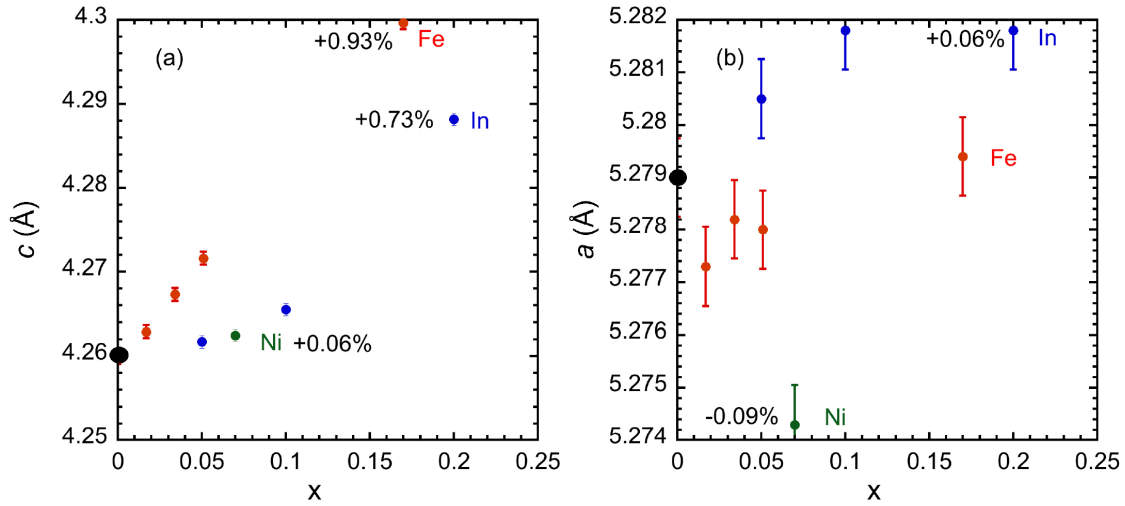 (a)
c (Å)
4.3
4.29
4.28
4.27
4.26
4.25
+0.93% Fe
+0.73% In
Ni +0.06%
0 0.05 0.1 0.15 0.2 0.25
x
(b)
a (Å)
5.282
5.281
5.28
5.279
5.278
5.277
5.276
5.275
5.274
+0.06% In
Fe
-0.09% Ni
0 0.05 0.1 0.15 0.2 0.25
x